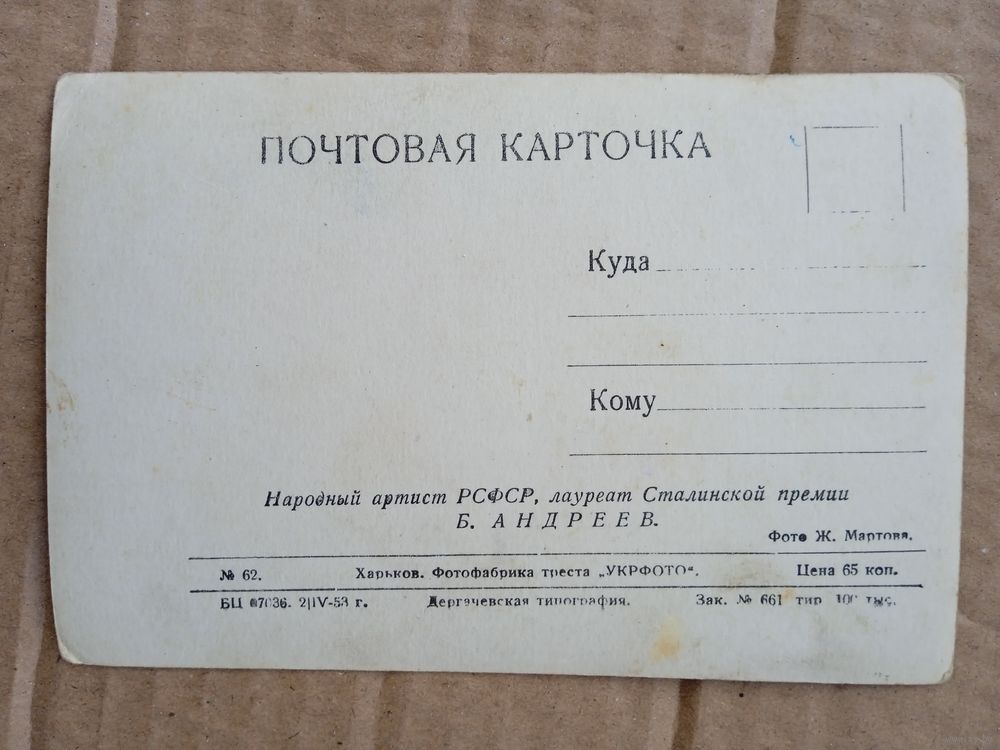 ПОЧТОВАЯ КАРТОЧКА
Куда
Кому
Народный артист РСФСР, лауреат Сталинской премии
Б. АНДРЕЕВ.
Фото Ж. Мартова.
№ 62. Харьков. Фотофабрика треста „УКРФОТО“. Цена 65 коп.
БЦ 07036. 2|IV-53 г. Дергачевская типография. Зак. № 661 тир 100 тыс.